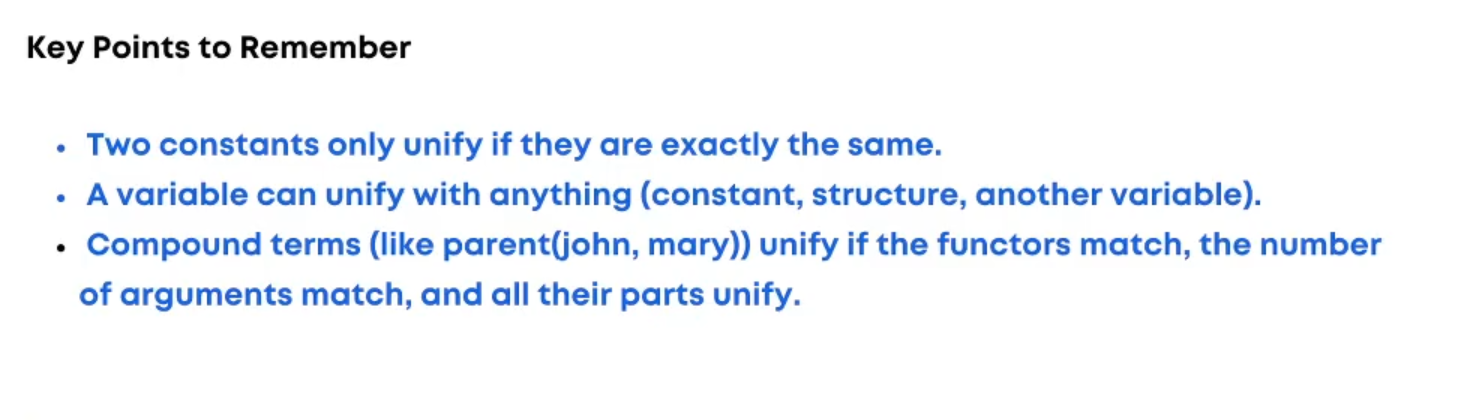 Key Points to Remember
• Two constants only unify if they are exactly the same.
• A variable can unify with anything (constant, structure, another variable).
• Compound terms (like parent(john, mary)) unify if the functors match, the number
of arguments match, and all their parts unify.